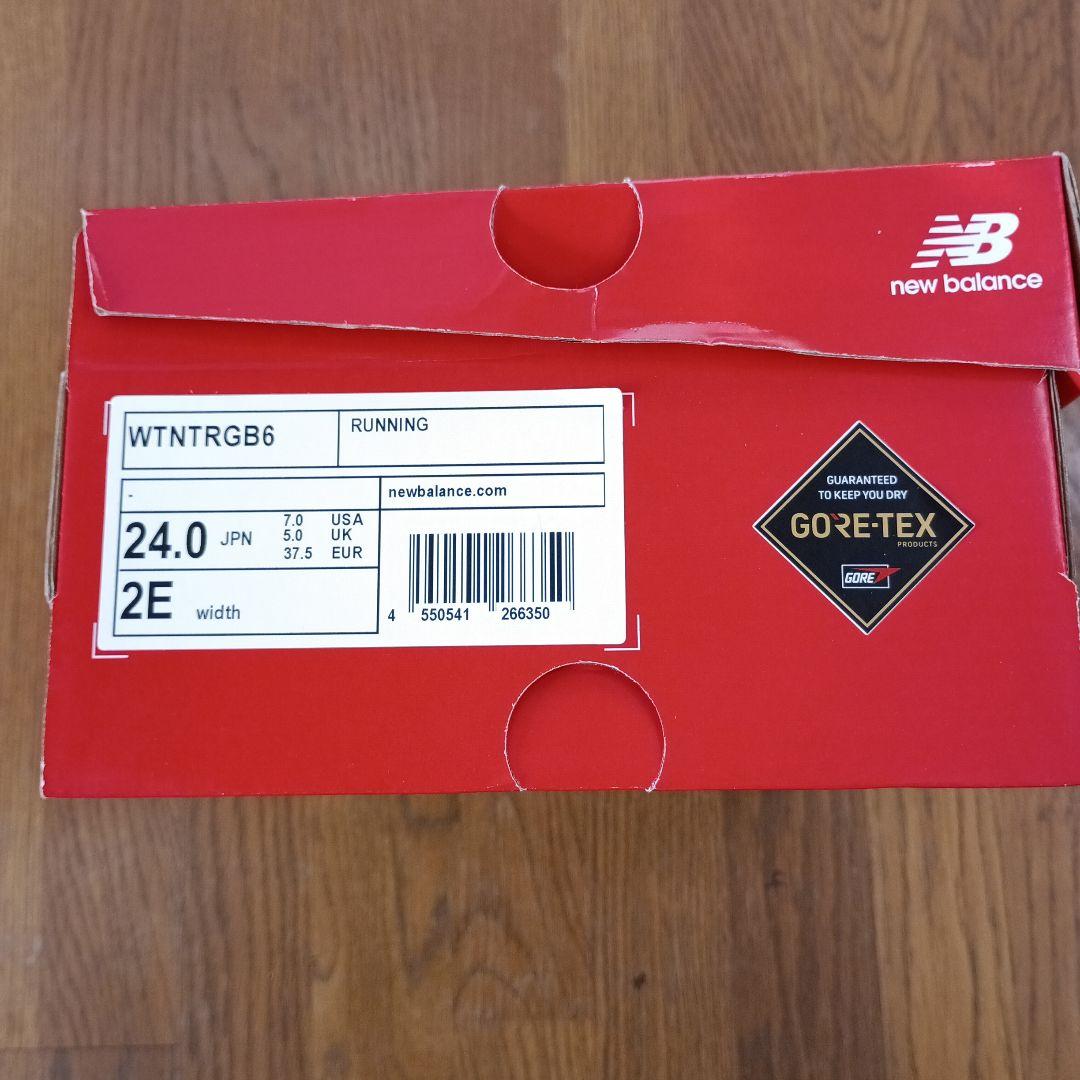 NB
new balance
WTNTRGB6
RUNNING
-
newbalance.com
24.0 JPN
7.0 USA
5.0 UK
37.5 EUR
2E width
4 550541 266350
GUARANTEED
TO KEEP YOU DRY
GORE-TEX
PRODUCTS
GORE